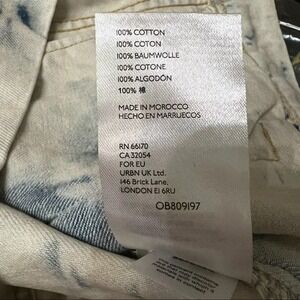 100% COTTON
100% COTON
100% BAUMWOLLE
100% COTONE
100% ALGODÓN
100% 棉
MADE IN MOROCCO
HECHO EN MARRUECOS
RN 66170
CA 32054
FOR EU
URBN UK Ltd.
146 Brick Lane,
LONDON E1 6RU
OB809197